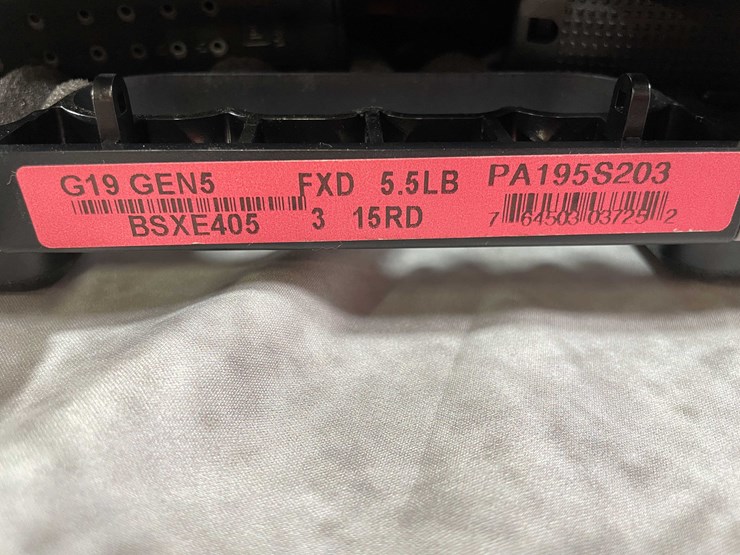 G19 GEN5 FXD 5.5LB PA195S203
BSXE405 3 15RD 7 64503 03725 2